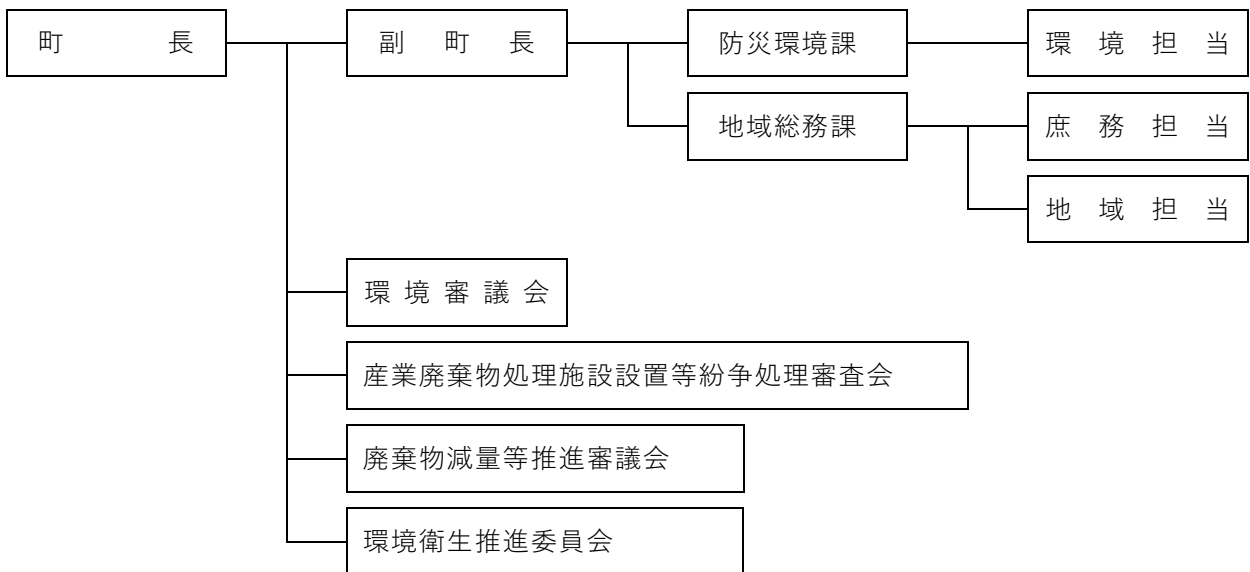 町長
副町長
防災環境課
環境担当
地域総務課
庶務担当
地域担当
環境審議会
産業廃棄物処理施設設置等紛争処理審査会
廃棄物減量等推進審議会
環境衛生推進委員会